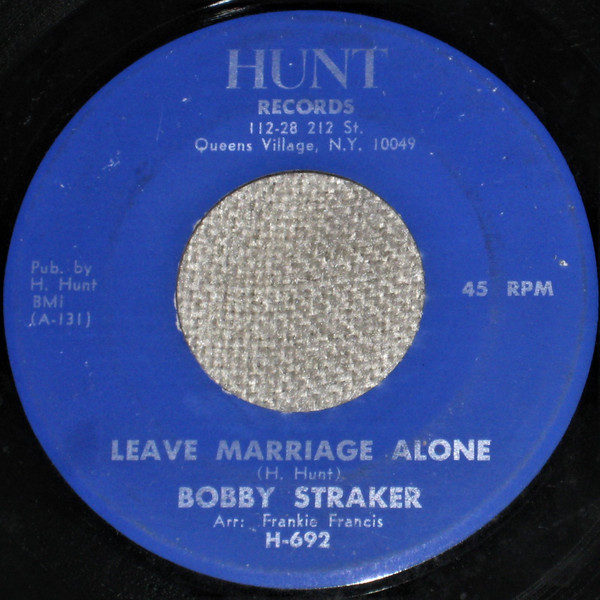 HUNT
RECORDS
112-28 212 St.
Queens Village, N.Y. 10049
Pub. by
H. Hunt
BMI
(A-131)
45 RPM
LEAVE MARRIAGE ALONE
(H. Hunt)
BOBBY STRAKER
Arr: Frankie Francis
H-692